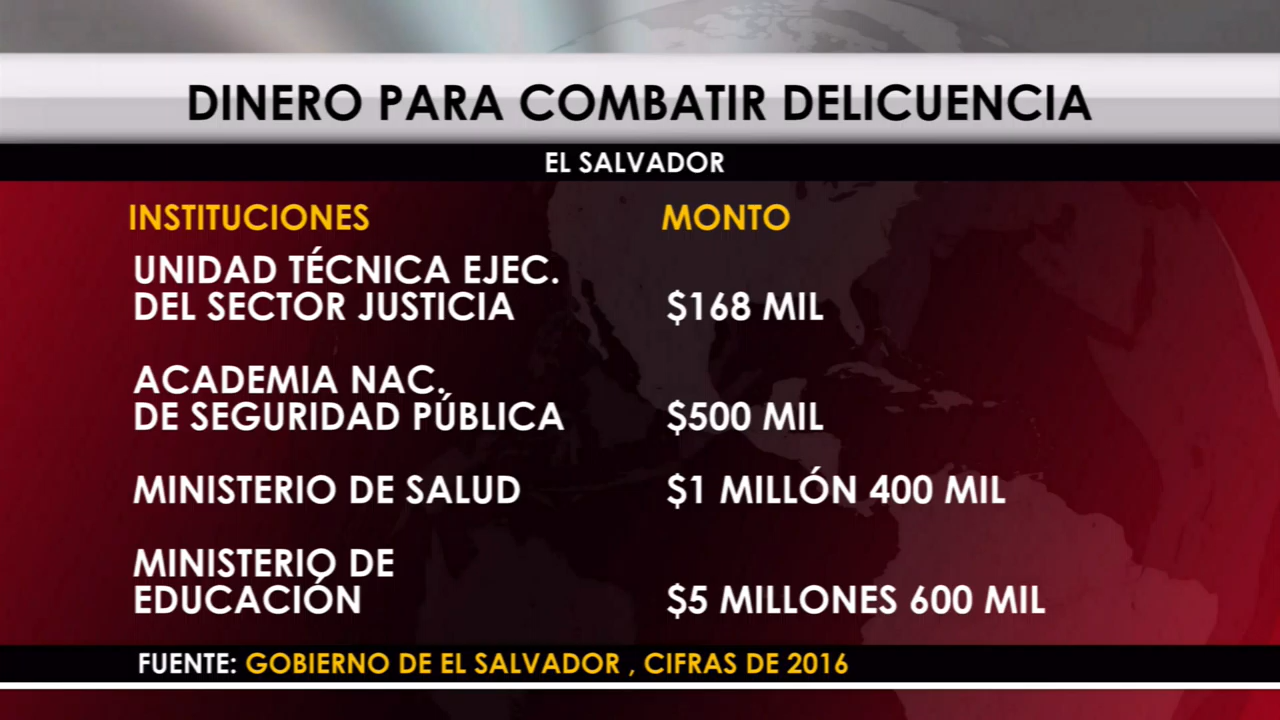 DINERO PARA COMBATIR DELICUENCIA
EL SALVADOR
INSTITUCIONES MONTO
UNIDAD TÉCNICA EJEC.
DEL SECTOR JUSTICIA $168 MIL
ACADEMIA NAC.
DE SEGURIDAD PÚBLICA $500 MIL
MINISTERIO DE SALUD $1 MILLÓN 400 MIL
MINISTERIO DE
EDUCACIÓN $5 MILLONES 600 MIL
FUENTE: GOBIERNO DE EL SALVADOR , CIFRAS DE 2016